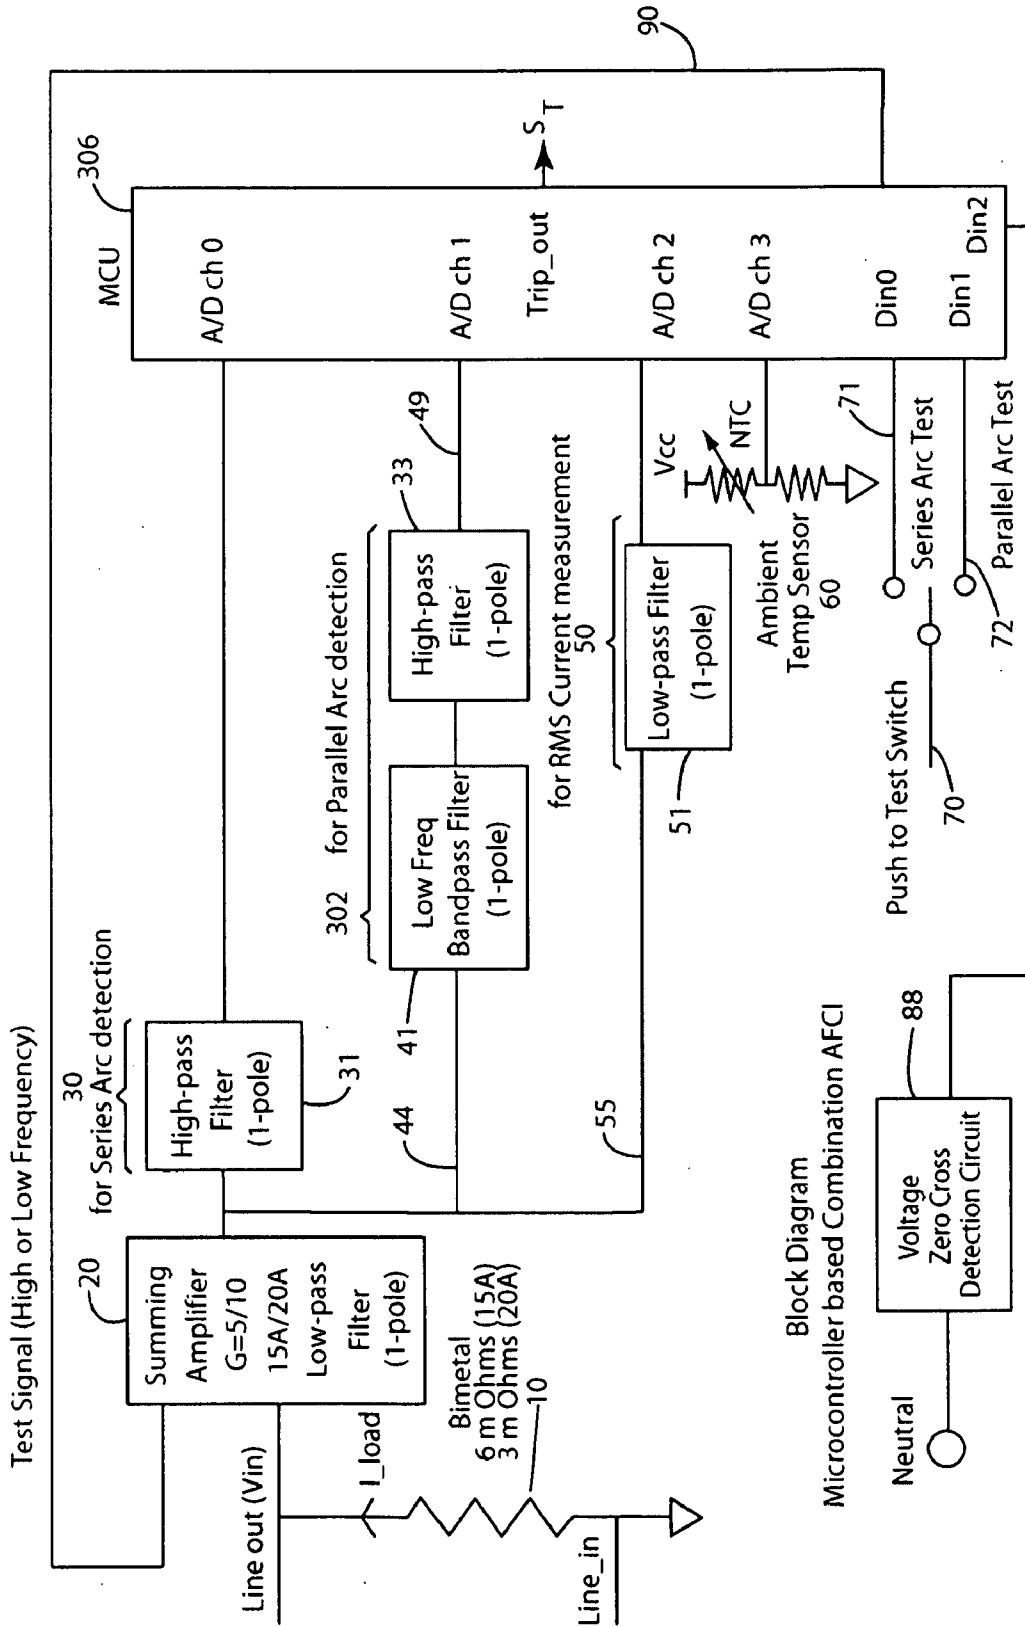 Test Signal (High or Low Frequency)
90
306
MCU
20
Summing
Amplifier
G=5/10
15A/20A
Low-pass
Filter
(1-pole)
30
for Series Arc detection
High-pass
Filter
(1-pole)
31
A/D ch 0
302
for Parallel Arc detection
44
41
Low Freq
Bandpass Filter
(1-pole)
High-pass
Filter
(1-pole)
33
49
A/D ch 1
Trip_out
S T
Line out (Vin)
I_load
Bimetal
6 m Ohms (15A)
3 m Ohms (20A)
10
Line_in
55
for RMS Current measurement
50
Low-pass Filter
(1-pole)
51
A/D ch 2
Vcc
NTC
A/D ch 3
Ambient
Temp Sensor
60
Push to Test Switch
70
71
Series Arc Test
Din0
72
Parallel Arc Test
Din1
Din2
Block Diagram
Microcontroller based Combination AFCI
Neutral
Voltage
Zero Cross
Detection Circuit
88